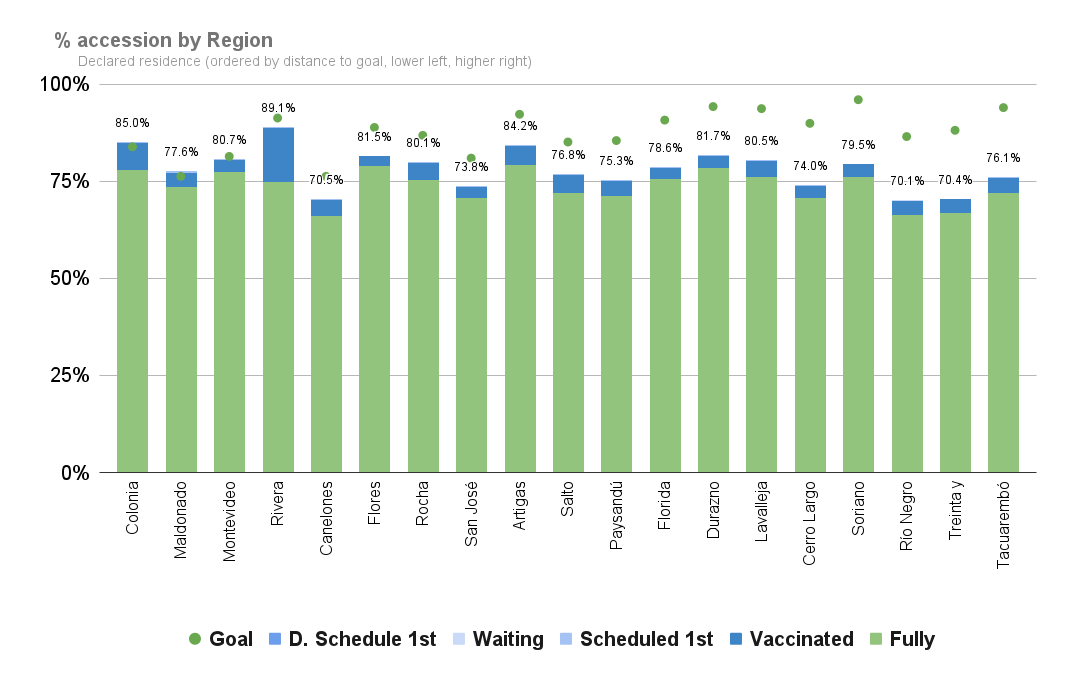 % accession by Region
Declared residence (ordered by distance to goal, lower left, higher right)
100%
75%
50%
25%
0%
85.0%
77.6%
80.7%
89.1%
70.5%
81.5%
80.1%
73.8%
84.2%
76.8%
75.3%
78.6%
81.7%
80.5%
74.0%
79.5%
70.1%
70.4%
76.1%
Colonia
Maldonado
Montevideo
Rivera
Canelones
Flores
Rocha
San José
Artigas
Salto
Paysandú
Florida
Durazno
Lavalleja
Cerro Largo
Soriano
Río Negro
Treinta y
Tacuarembó
Goal D. Schedule 1st Waiting Scheduled 1st Vaccinated Fully